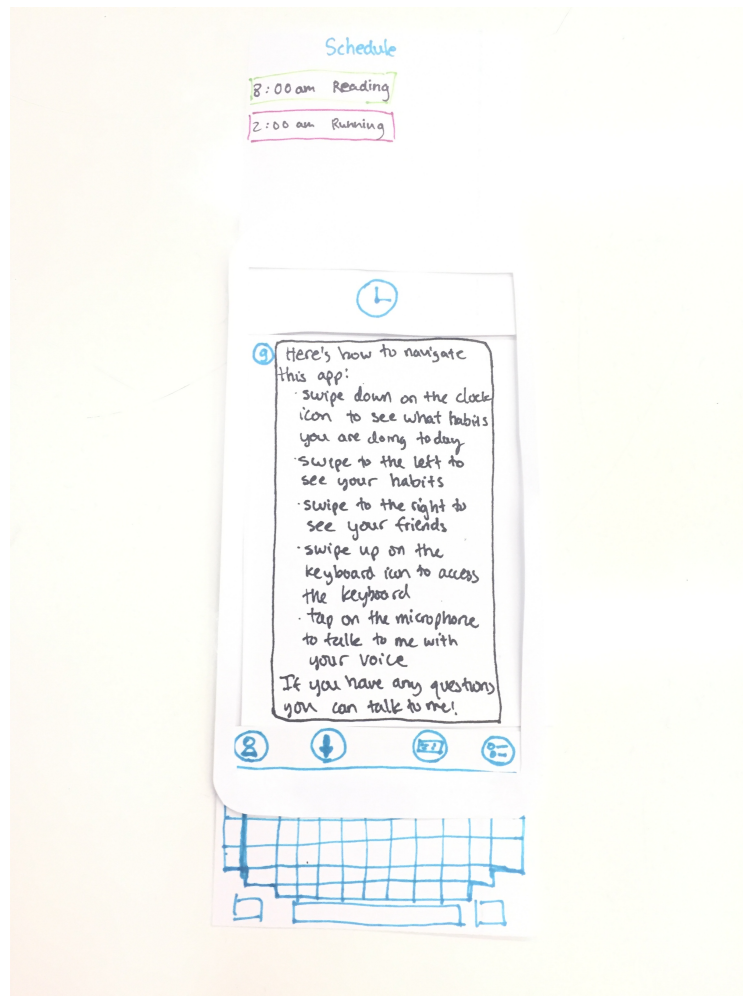 Schedule
8:00 am Reading
2:00 am Running
g
Here's how to navigate
this app:
· swipe down on the clock
icon to see what habits
you are doing today
· swipe to the left to
see your habits
· swipe to the right to
see your friends
· swipe up on the
keyboard icon to access
the keyboard
· tap on the microphone
to talk to me with
your voice
If you have any questions
you can talk to me!